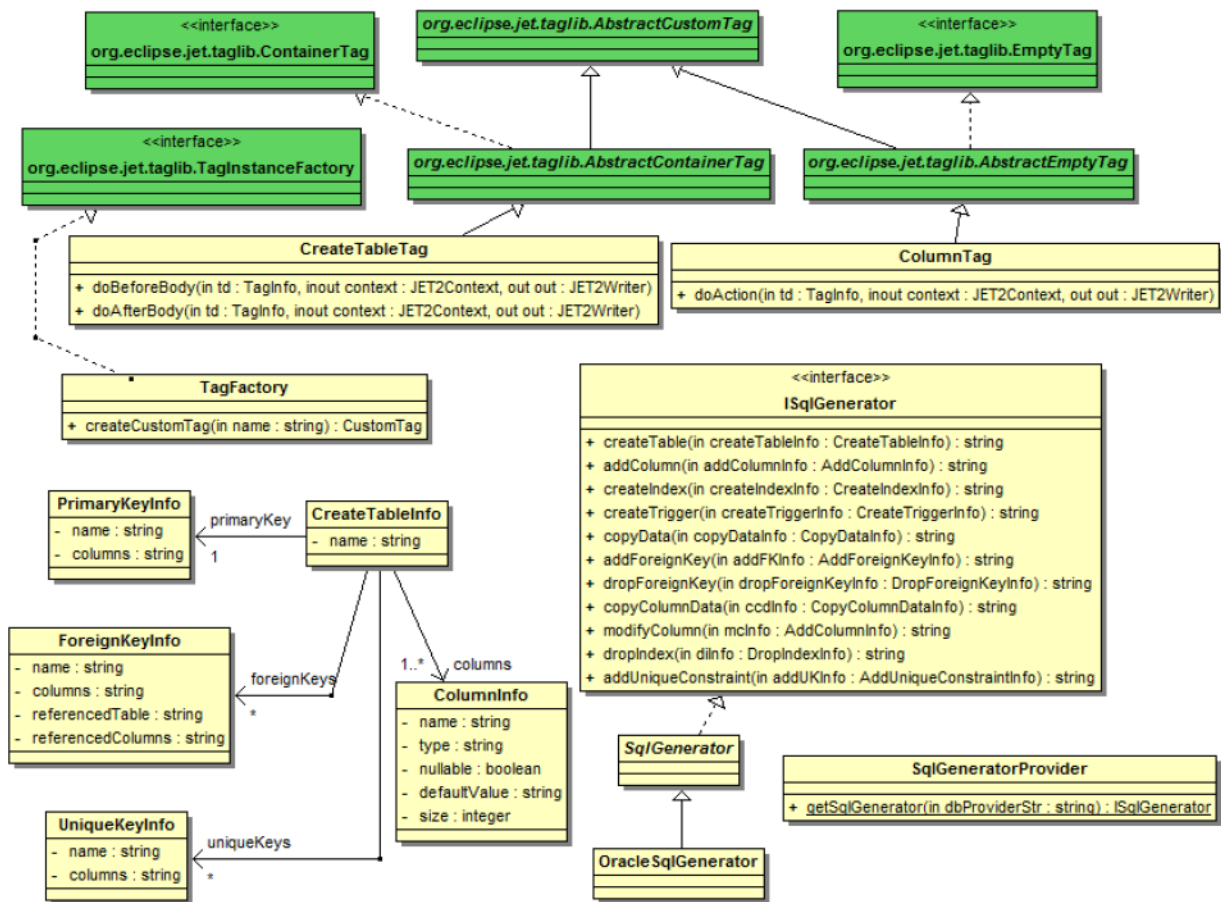 <<interface>>
org.eclipse.jet.taglib.ContainerTag
org.eclipse.jet.taglib.AbstractCustomTag
<<interface>>
org.eclipse.jet.taglib.EmptyTag
<<interface>>
org.eclipse.jet.taglib.TagInstanceFactory
org.eclipse.jet.taglib.AbstractContainerTag
org.eclipse.jet.taglib.AbstractEmptyTag
CreateTableTag
+ doBeforeBody(in td : TagInfo, inout context : JET2Context, out out : JET2Writer)
+ doAfterBody(in td : TagInfo, inout context : JET2Context, out out : JET2Writer)
ColumnTag
+ doAction(in td : TagInfo, inout context : JET2Context, out out : JET2Writer)
TagFactory
+ createCustomTag(in name : string) : CustomTag
<<interface>>
ISqlGenerator
+ createTable(in createTableInfo : CreateTableInfo) : string
+ addColumn(in addColumnInfo : AddColumnInfo) : string
+ createIndex(in createIndexInfo : CreateIndexInfo) : string
+ createTrigger(in createTriggerInfo : CreateTriggerInfo) : string
+ copyData(in copyDataInfo : CopyDataInfo) : string
+ addForeignKey(in addFKInfo : AddForeignKeyInfo) : string
+ dropForeignKey(in dropForeignKeyInfo : DropForeignKeyInfo) : string
+ copyColumnData(in ccdInfo : CopyColumnDataInfo) : string
+ modifyColumn(in mcInfo : AddColumnInfo) : string
+ dropIndex(in diInfo : DropIndexInfo) : string
+ addUniqueConstraint(in addUKInfo : AddUniqueConstraintInfo) : string
PrimaryKeyInfo
- name : string
- columns : string
primaryKey
1
CreateTableInfo
- name : string
ForeignKeyInfo
- name : string
- columns : string
- referencedTable : string
- referencedColumns : string
foreignKeys
*
1..*
columns
ColumnInfo
- name : string
- type : string
- nullable : boolean
- defaultValue : string
- size : integer
UniqueKeyInfo
- name : string
- columns : string
uniqueKeys
*
SqlGenerator
OracleSqlGenerator
SqlGeneratorProvider
+ getSqlGenerator(in dbProviderStr : string) : ISqlGenerator